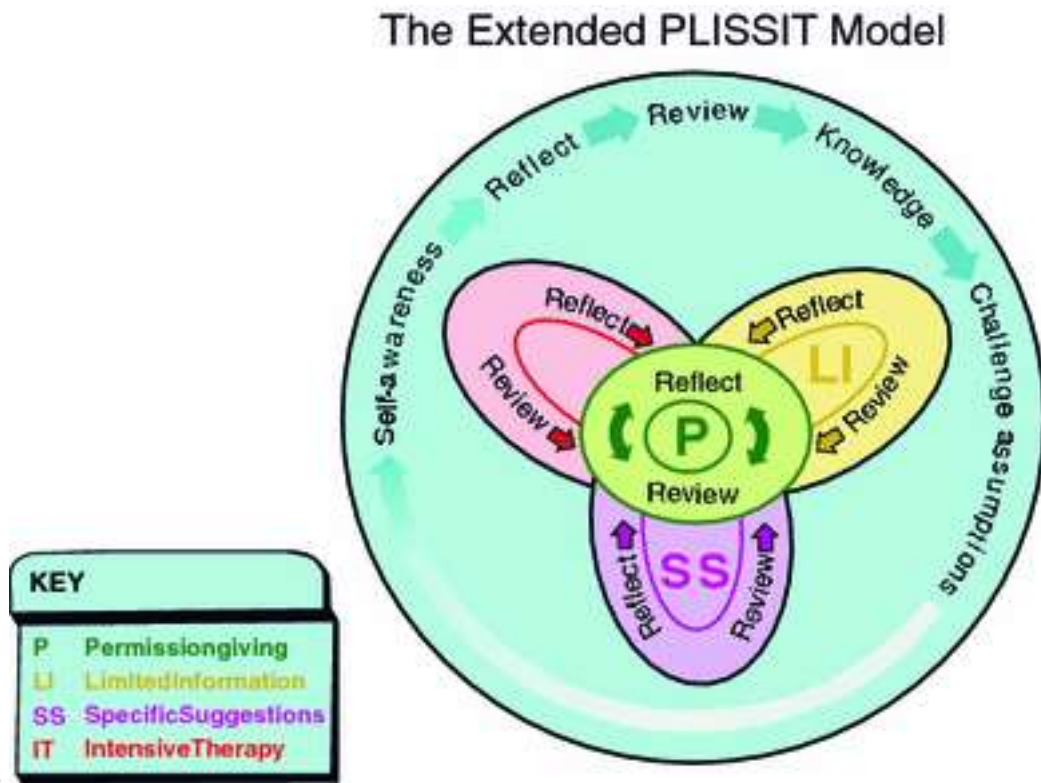 The Extended PLISSIT Model
Self-awareness
Reflect
Review
Knowledge
Challenge assumptions
Reflect
Review
Reflect
LI
Review
Reflect
P
Review
Reflect
SS
Review
KEY
P Permissiongiving
LI LimitedInformation
SS SpecificSuggestions
IT IntensiveTherapy